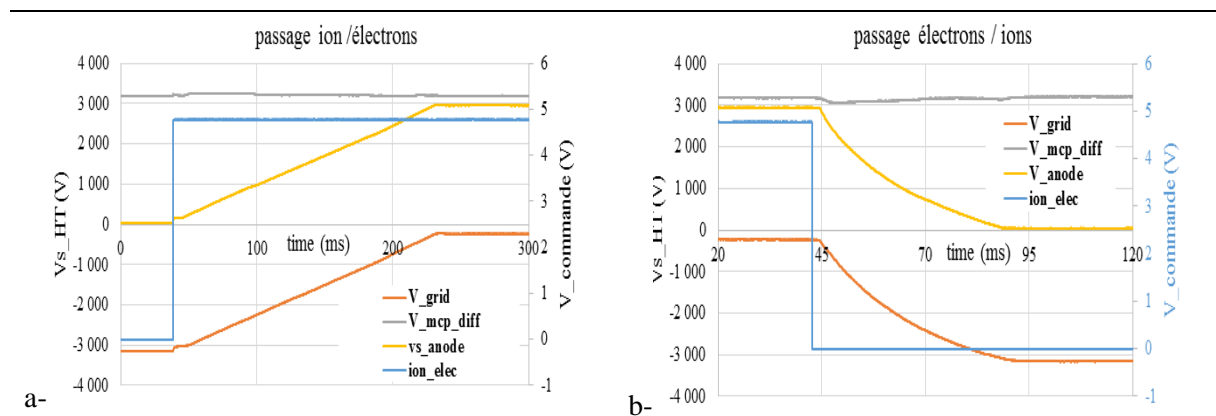 passage ion /électrons
4 000
3 000
2 000
1 000
0
-1 000
-2 000
-3 000
-4 000
Vs_HT (V)
0
100
200
300
time (ms)
6
5
4
3
2
1
0
-1
V_commande (V)
V_grid
V_mcp_diff
vs_anode
ion_elec
a-
passage électrons / ions
4 000
3 000
2 000
1 000
0
-1 000
-2 000
-3 000
-4 000
Vs_HT (V)
20
45
70
95
120
time (ms)
6
5
4
3
2
1
0
-1
V_commande (V)
V_grid
V_mcp_diff
V_anode
ion_elec
b-